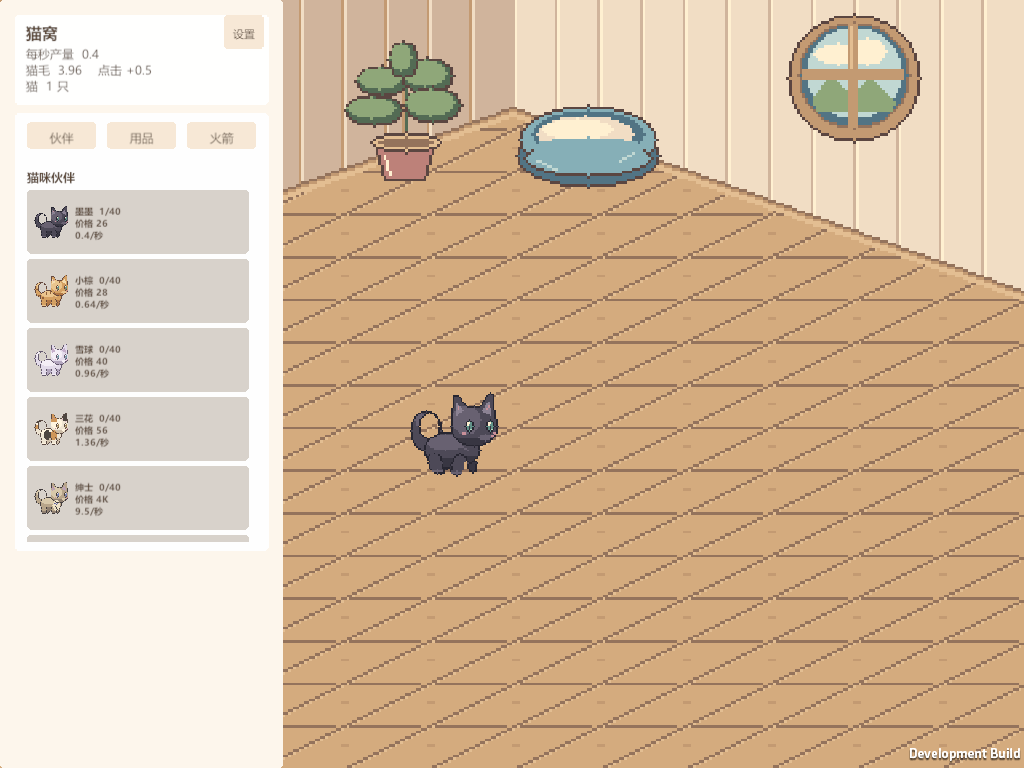 猫窝
设置
每秒产量 0.4
猫毛 3.96 点击 +0.5
猫 1 只
伙伴 用品 火箭
猫咪伙伴
墨墨 1/40
价格 26
0.4/秒
小棕 0/40
价格 28
0.64/秒
雪球 0/40
价格 40
0.96/秒
三花 0/40
价格 56
1.36/秒
绅士 0/40
价格 4K
9.5/秒
Development Build